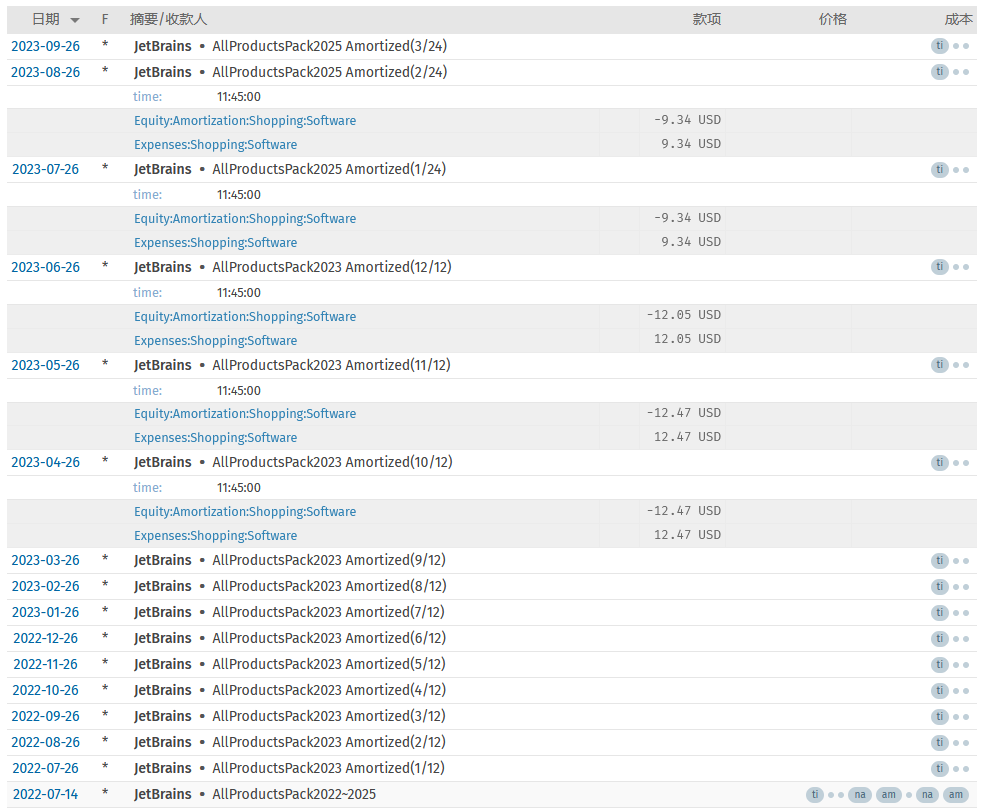 日期 F 摘要/收款人 款项 价格 成本
2023-09-26 * JetBrains • AllProductsPack2025 Amortized(3/24) ti
2023-08-26 * JetBrains • AllProductsPack2025 Amortized(2/24) ti
time: 11:45:00
Equity:Amortization:Shopping:Software -9.34 USD
Expenses:Shopping:Software 9.34 USD
2023-07-26 * JetBrains • AllProductsPack2025 Amortized(1/24) ti
time: 11:45:00
Equity:Amortization:Shopping:Software -9.34 USD
Expenses:Shopping:Software 9.34 USD
2023-06-26 * JetBrains • AllProductsPack2023 Amortized(12/12) ti
time: 11:45:00
Equity:Amortization:Shopping:Software -12.05 USD
Expenses:Shopping:Software 12.05 USD
2023-05-26 * JetBrains • AllProductsPack2023 Amortized(11/12) ti
time: 11:45:00
Equity:Amortization:Shopping:Software -12.47 USD
Expenses:Shopping:Software 12.47 USD
2023-04-26 * JetBrains • AllProductsPack2023 Amortized(10/12) ti
time: 11:45:00
Equity:Amortization:Shopping:Software -12.47 USD
Expenses:Shopping:Software 12.47 USD
2023-03-26 * JetBrains • AllProductsPack2023 Amortized(9/12) ti
2023-02-26 * JetBrains • AllProductsPack2023 Amortized(8/12) ti
2023-01-26 * JetBrains • AllProductsPack2023 Amortized(7/12) ti
2022-12-26 * JetBrains • AllProductsPack2023 Amortized(6/12) ti
2022-11-26 * JetBrains • AllProductsPack2023 Amortized(5/12) ti
2022-10-26 * JetBrains • AllProductsPack2023 Amortized(4/12) ti
2022-09-26 * JetBrains • AllProductsPack2023 Amortized(3/12) ti
2022-08-26 * JetBrains • AllProductsPack2023 Amortized(2/12) ti
2022-07-26 * JetBrains • AllProductsPack2023 Amortized(1/12) ti
2022-07-14 * JetBrains • AllProductsPack2022~2025 ti na am na am